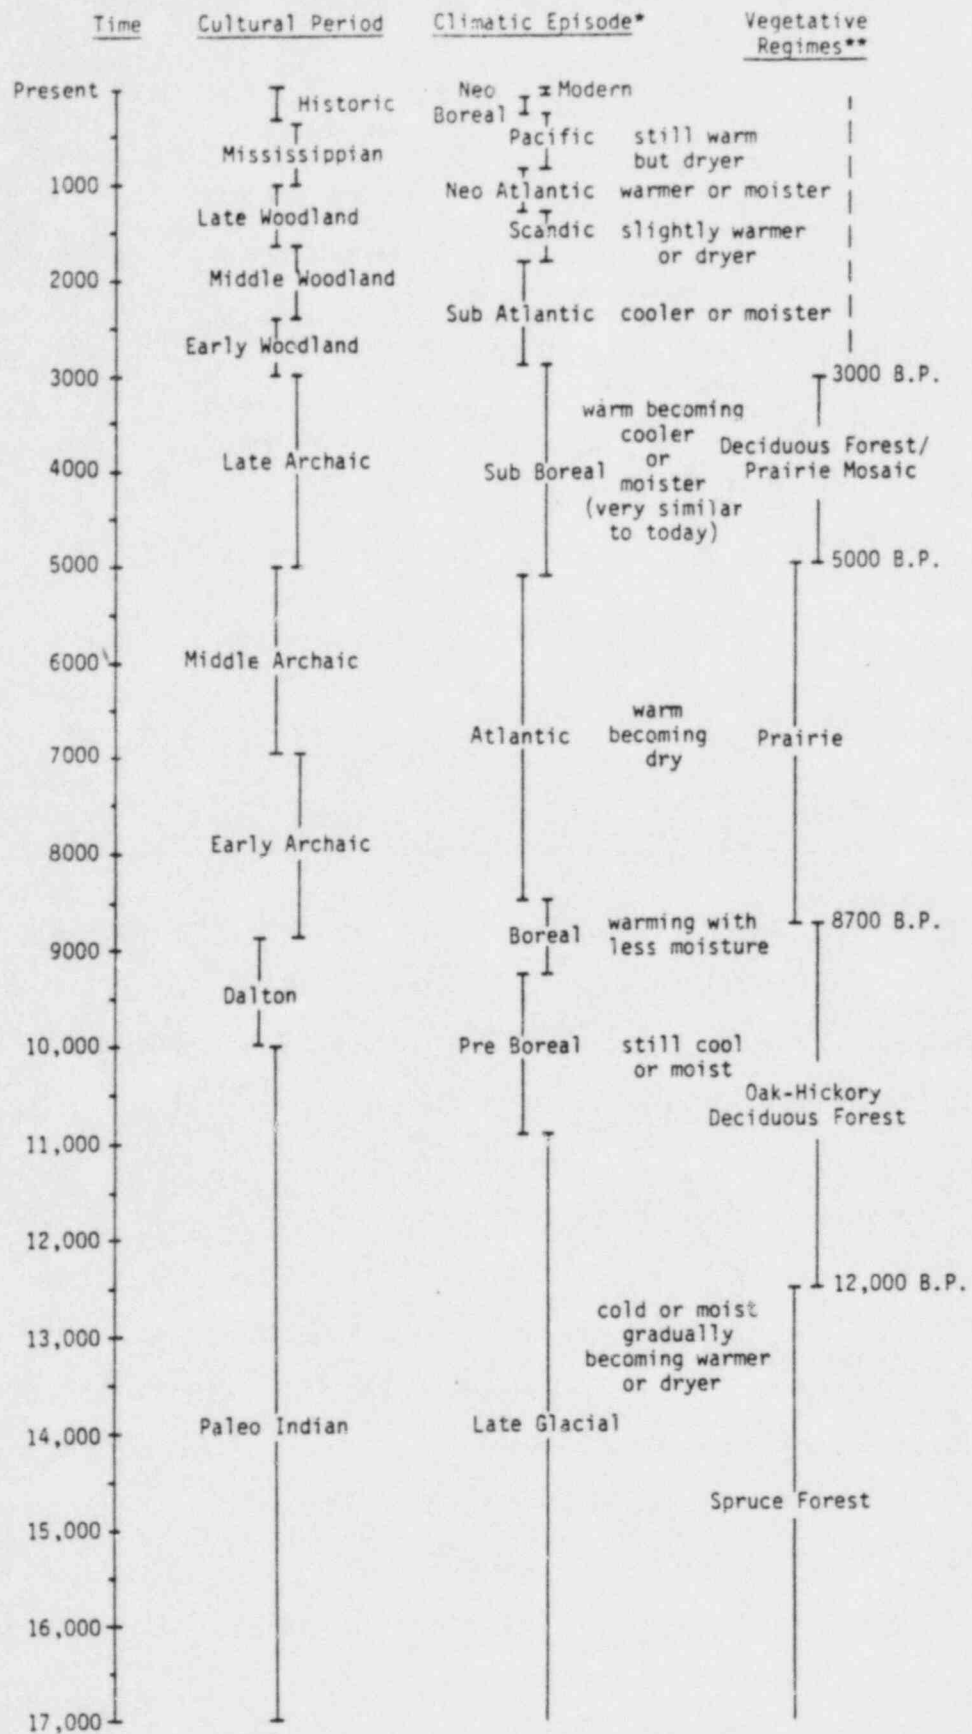 Time Cultural Period Climatic Episode* Vegetative
Regimes**
Present Neo Modern
Historic Boreal
Pacific still warm
Mississippian but dryer
1000 Neo Atlantic warmer or moister
Late Woodland Scandic slightly warmer
or dryer
2000 Middle Woodland
Sub Atlantic cooler or moister
Early Woodland
3000 3000 B.P.
warm becoming
cooler Deciduous Forest/
4000 Late Archaic Sub Boreal or Prairie Mosaic
moister
(very similar
to today)
5000 5000 B.P.
6000 Middle Archaic
warm
Atlantic becoming Prairie
7000 dry
8000 Early Archaic
8700 B.P.
Boreal warming with
9000 less moisture
Dalton
10,000 Pre Boreal still cool
or moist
Oak-Hickory
Deciduous Forest
11,000
12,000
12,000 B.P.
cold or moist
13,000 gradually
becoming warmer
or dryer
14,000 Paleo Indian Late Glacial
Spruce Forest
15,000
16,000
17,000